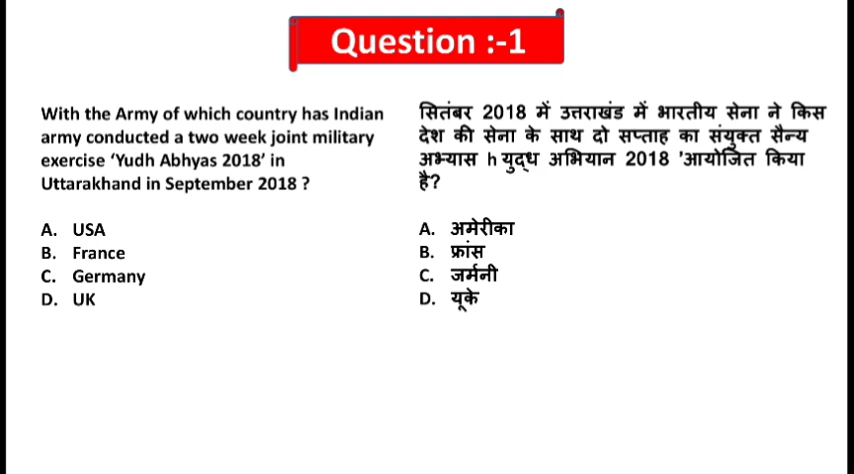 Question :-1
With the Army of which country has Indian
army conducted a two week joint military
exercise ‘Yudh Abhyas 2018’ in
Uttarakhand in September 2018 ?
A. USA
B. France
C. Germany
D. UK
सितंबर 2018 में उत्तराखंड में भारतीय सेना ने किस
देश की सेना के साथ दो सप्ताह का संयुक्त सैन्य
अभ्यास h युद्ध अभियान 2018 'आयोजित किया
है?
A. अमेरीका
B. फ्रांस
C. जर्मनी
D. यूके